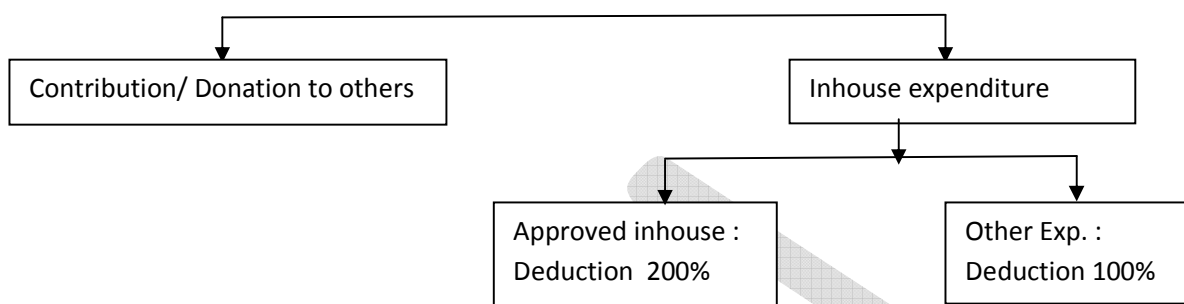 Contribution/ Donation to others
Inhouse expenditure
Approved inhouse :
Deduction  200%
Other Exp. :
Deduction 100%